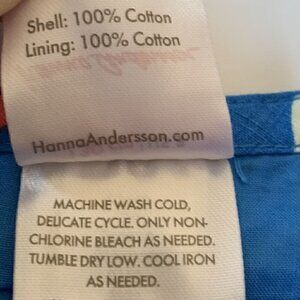 Shell: 100% Cotton
Lining: 100% Cotton
HannaAndersson.com
MACHINE WASH COLD,
DELICATE CYCLE. ONLY NON-
CHLORINE BLEACH AS NEEDED.
TUMBLE DRY LOW. COOL IRON
AS NEEDED.